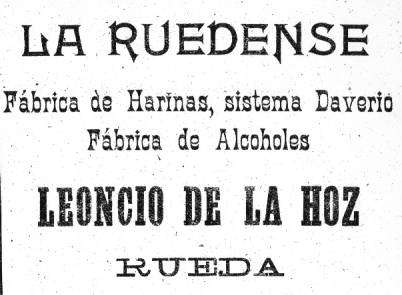 LA RUEDENSE
Fábrica de Harinas, sistema Daverio
Fábrica de Alcoholes
LEONCIO DE LA HOZ
RUEDA